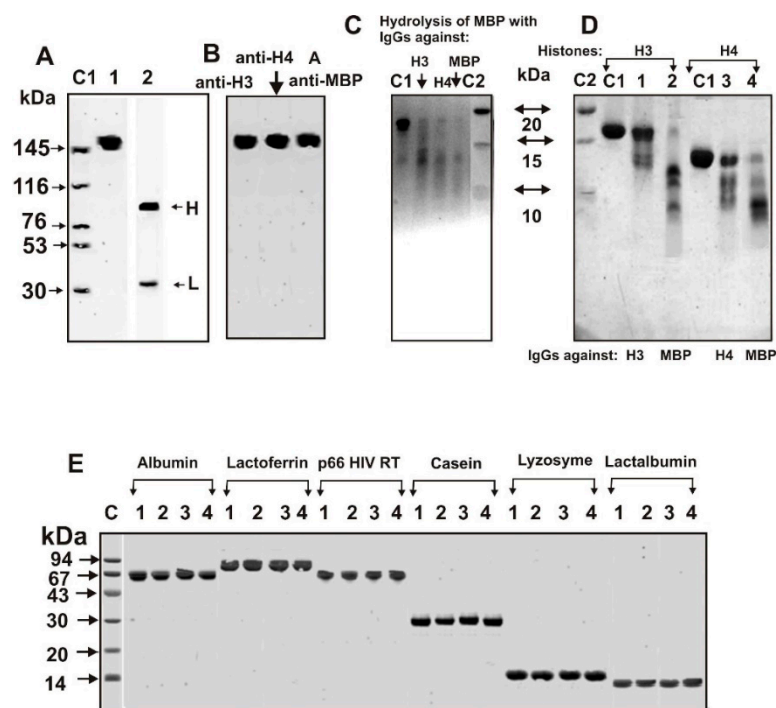 A
C1 1 2
kDa
145
116
76
53
30
H
L
B
anti-H4 A
anti-H3 anti-MBP
C
Hydrolysis of MBP with
IgGs against:
H3 MBP
C1 H4 C2
D
Histones: H3 H4
kDa C2 C1 1 2 C1 3 4
20
15
10
IgGs against: H3 MBP H4 MBP
E
Albumin Lactoferrin p66 HIV RT Casein Lyzosyme Lactalbumin
C 1 2 3 4 1 2 3 4 1 2 3 4 1 2 3 4 1 2 3 4 1 2 3 4
kDa
94
67
43
30
20
14